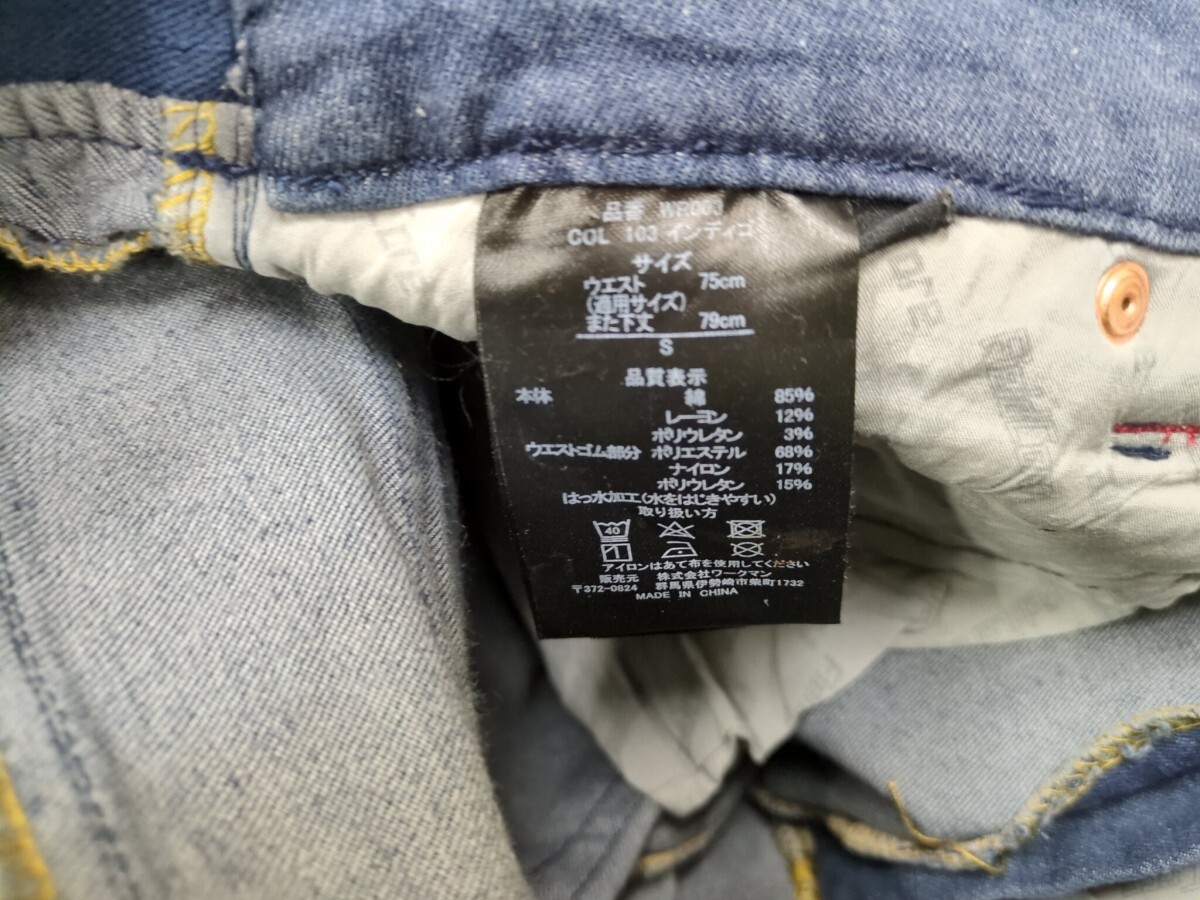 品番
COL 103 インディゴ
サイズ
ウエスト 75cm
(適用サイズ)
また下丈 79cm
S
品質表示
本体 綿 85%
レーヨン 12%
ポリウレタン 3%
ウエストゴム部分 ポリエステル 68%
ナイロン 17%
ポリウレタン 15%
はっ水加工(水をはじきやすい)
取り扱い方
40
アイロンはあて布を使用してください
販売元 株式会社ワークマン
〒372-0824 群馬県伊勢崎市柴町1732
MADE IN CHINA